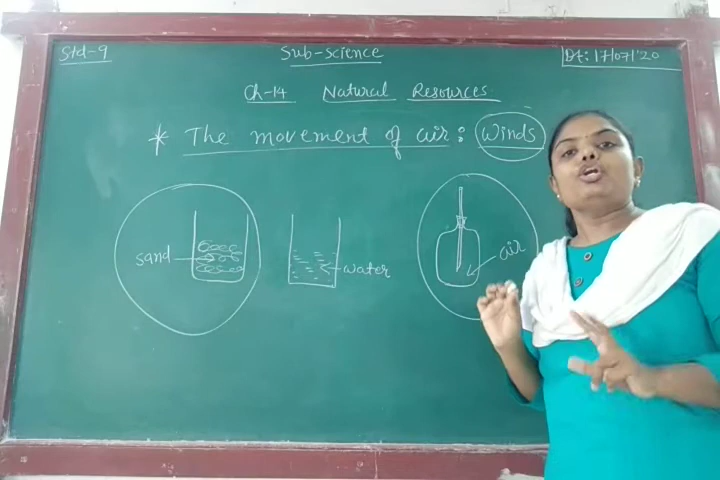 Std-9
Sub-science
Dt: 17/07/'20
Ch-14 Natural Resources
* The movement of air: Winds
sand
water
air